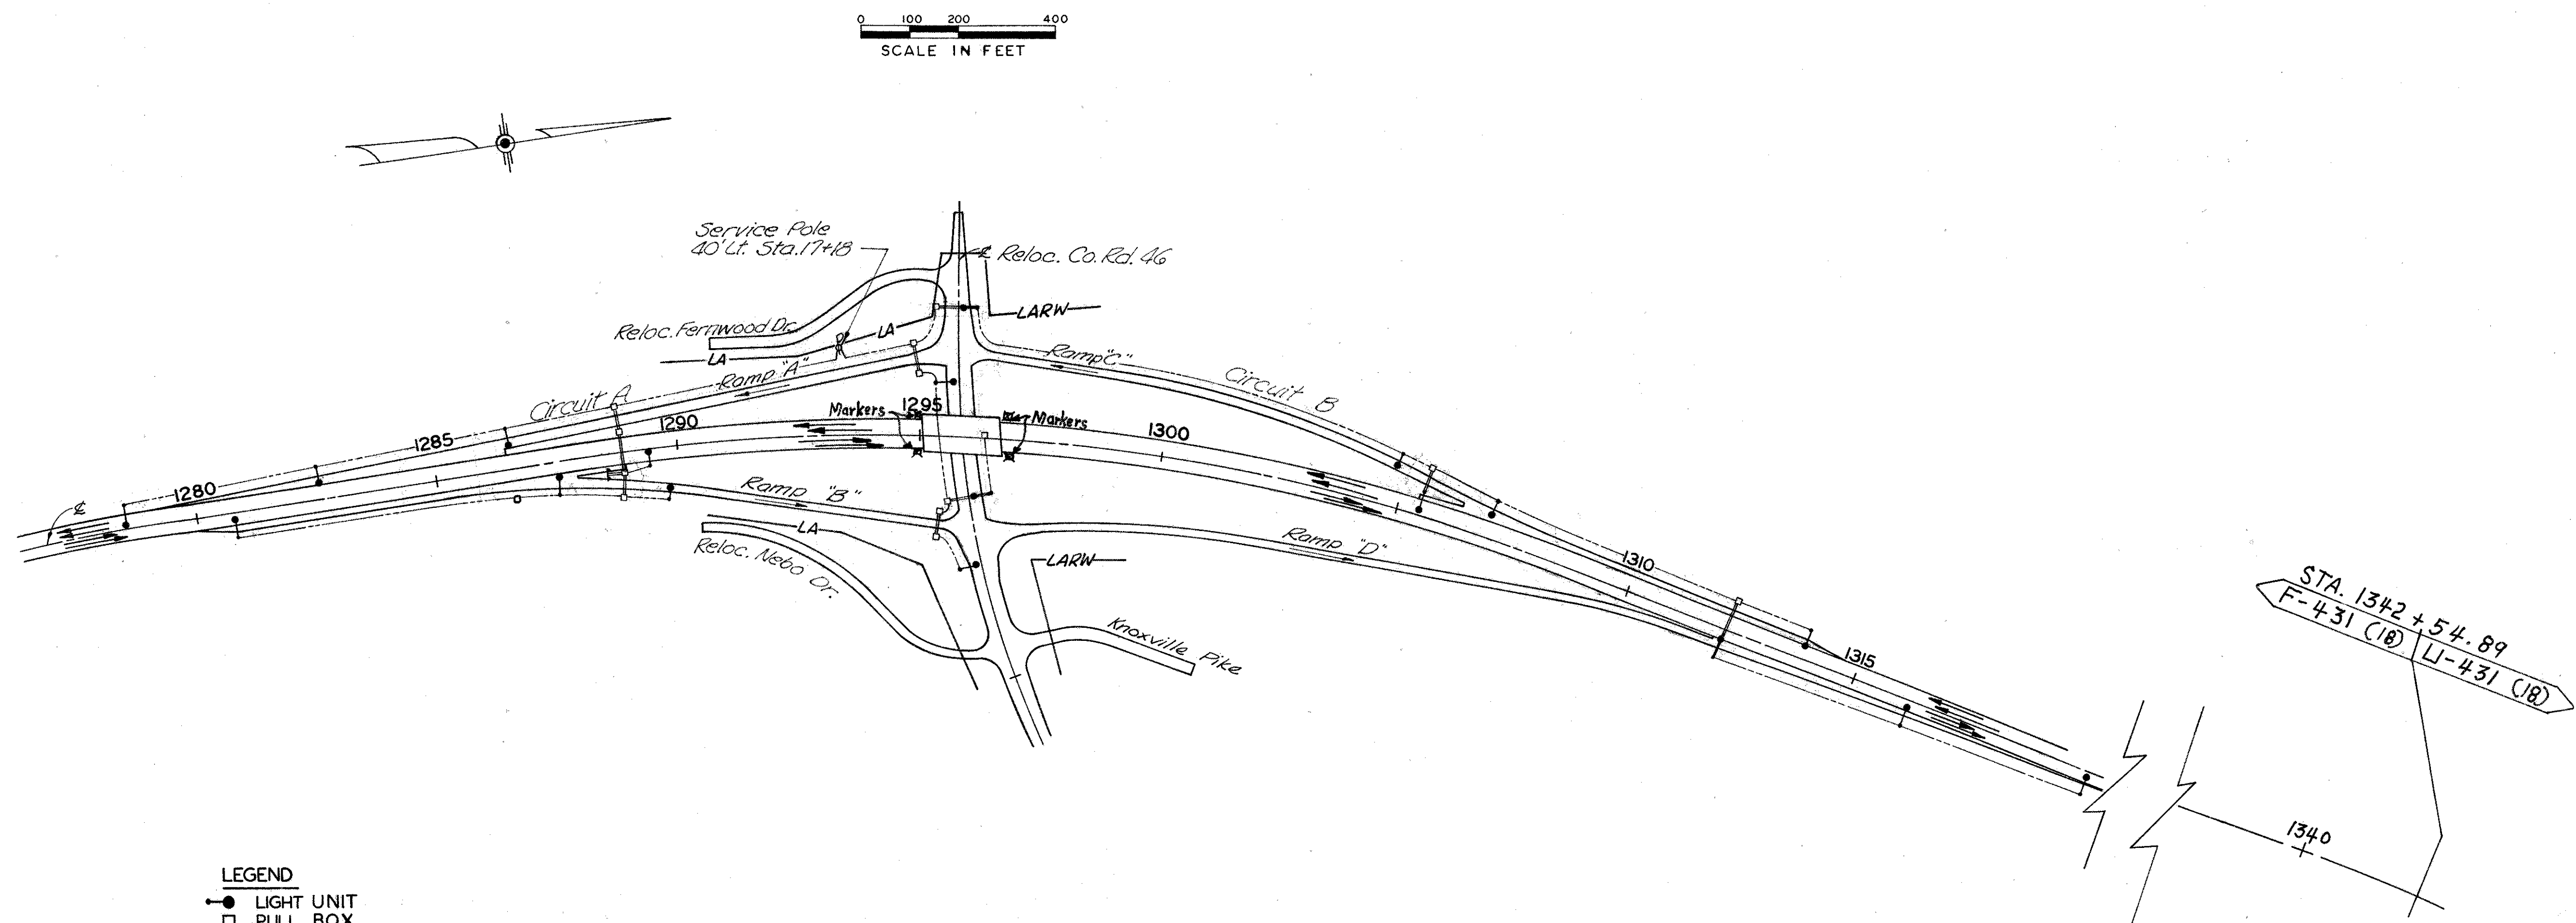 0 100 200 400
SCALE IN FEET
Service Pole
40' Lt. Sta. 17+18
℄ Reloc. Co. Rd. 46
LARW
Reloc. Fernwood Dr.
LA
LA
Ramp "A"
Ramp "C"
Circuit A
Circuit B
Markers
1295
Markers
1280
1285
1290
1300
℄
Ramp "B"
LA
Reloc. Nebo Dr.
Ramp "D"
LARW
Knoxville Pike
1310
1315
STA. 1342 + 54.89
F-431 (18) U-431 (18)
1340
LEGEND
LIGHT UNIT
PULL BOX